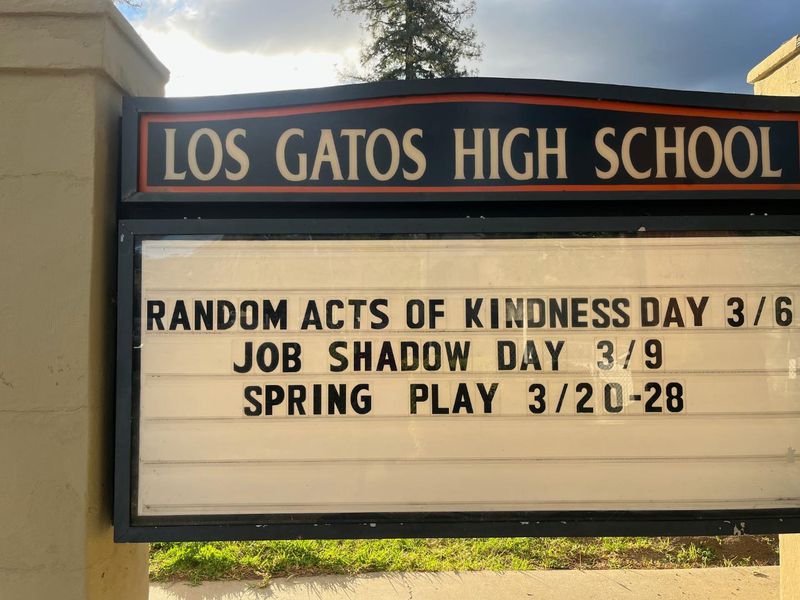 LOS GATOS HIGH SCHOOL
RANDOM ACTS OF KINDNESS DAY 3/6
JOB SHADOW DAY 3/9
SPRING PLAY 3/20-28